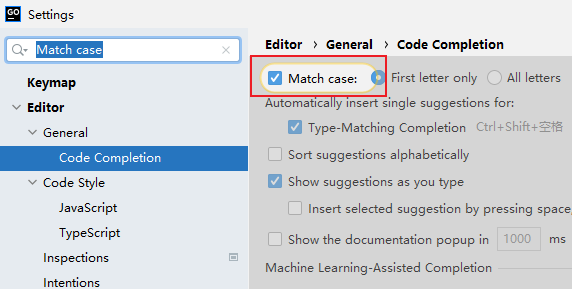 GO Settings
Match case
Keymap
Editor
General
Code Completion
Code Style
JavaScript
TypeScript
Inspections
Intentions
Editor › General › Code Completion
Match case: First letter only All letters
Automatically insert single suggestions for:
Type-Matching Completion Ctrl+Shift+空格
Sort suggestions alphabetically
Show suggestions as you type
Insert selected suggestion by pressing space,
Show the documentation popup in 1000 ms
Machine Learning-Assisted Completion